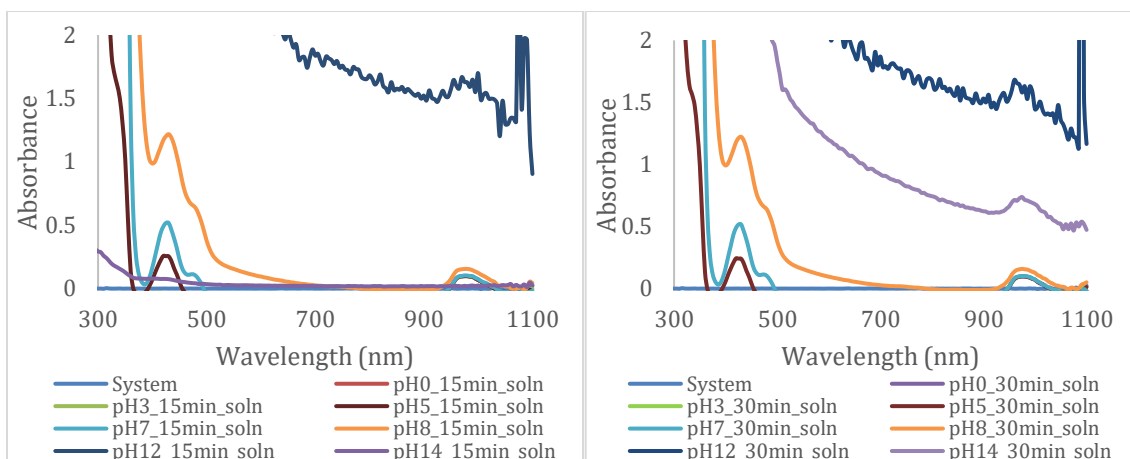 2
1.5
1
0.5
0
Absorbance
300 500 700 900 1100
Wavelength (nm)
System pH0_15min_soln
pH3_15min_soln pH5_15min_soln
pH7_15min_soln pH8_15min_soln
pH12_15min_soln pH14_15min_soln
2
1.5
1
0.5
0
Absorbance
300 500 700 900 1100
Wavelength (nm)
System pH0_30min_soln
pH3_30min_soln pH5_30min_soln
pH7_30min_soln pH8_30min_soln
pH12_30min_soln pH14_30min_soln